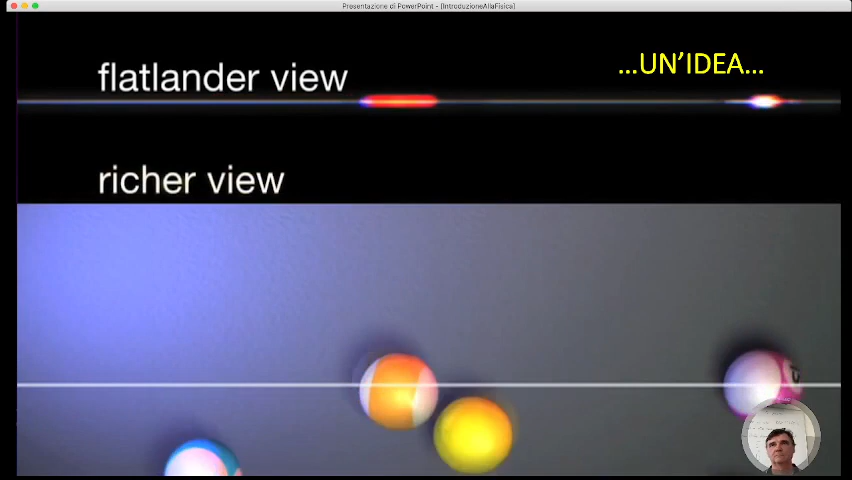 Presentazione di PowerPoint - [IntroduzioneAllaFisica]
flatlander view
...UN'IDEA...
richer view